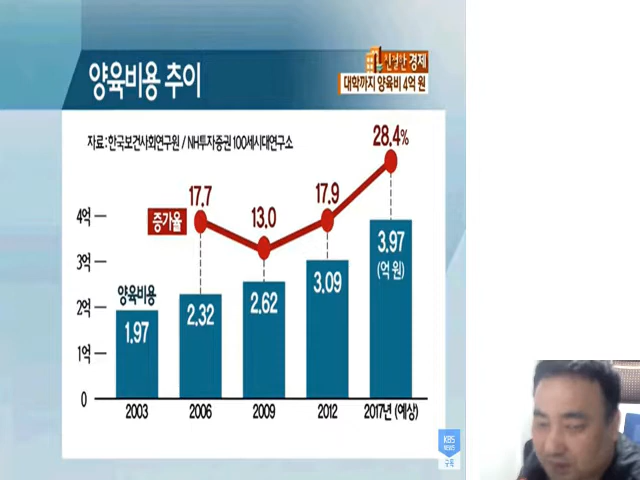 양육비용 추이
친절한 경제
대학까지 양육비 4억 원
자료:한국보건사회연구원 / NH투자증권 100세시대연구소
28.4%
17.7
13.0
17.9
증가율
4억
3억
2억
1억
0
양육비용
1.97
2.32
2.62
3.09
3.97
(억 원)
2003
2006
2009
2012
2017년 (예상)
KBS
NEWS
구독